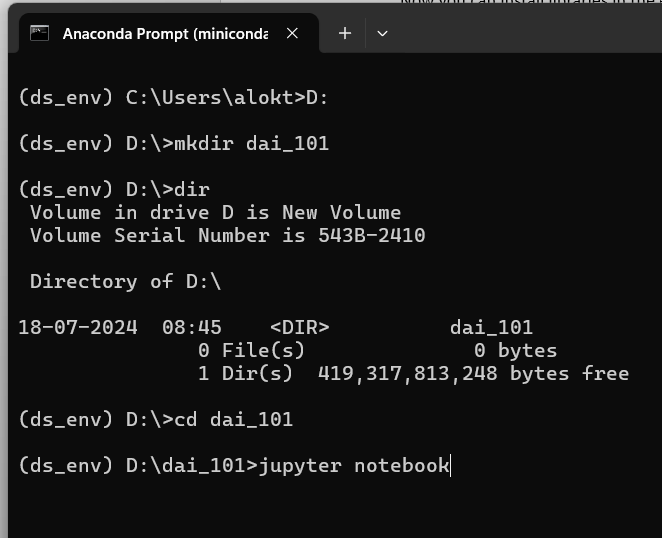 Anaconda Prompt (miniconda
(ds_env) C:\Users\alokt>D:
(ds_env) D:\>mkdir dai_101
(ds_env) D:\>dir
Volume in drive D is New Volume
Volume Serial Number is 543B-2410
Directory of D:\
18-07-2024  08:45    <DIR>          dai_101
0 File(s)              0 bytes
1 Dir(s)  419,317,813,248 bytes free
(ds_env) D:\>cd dai_101
(ds_env) D:\dai_101>jupyter notebook